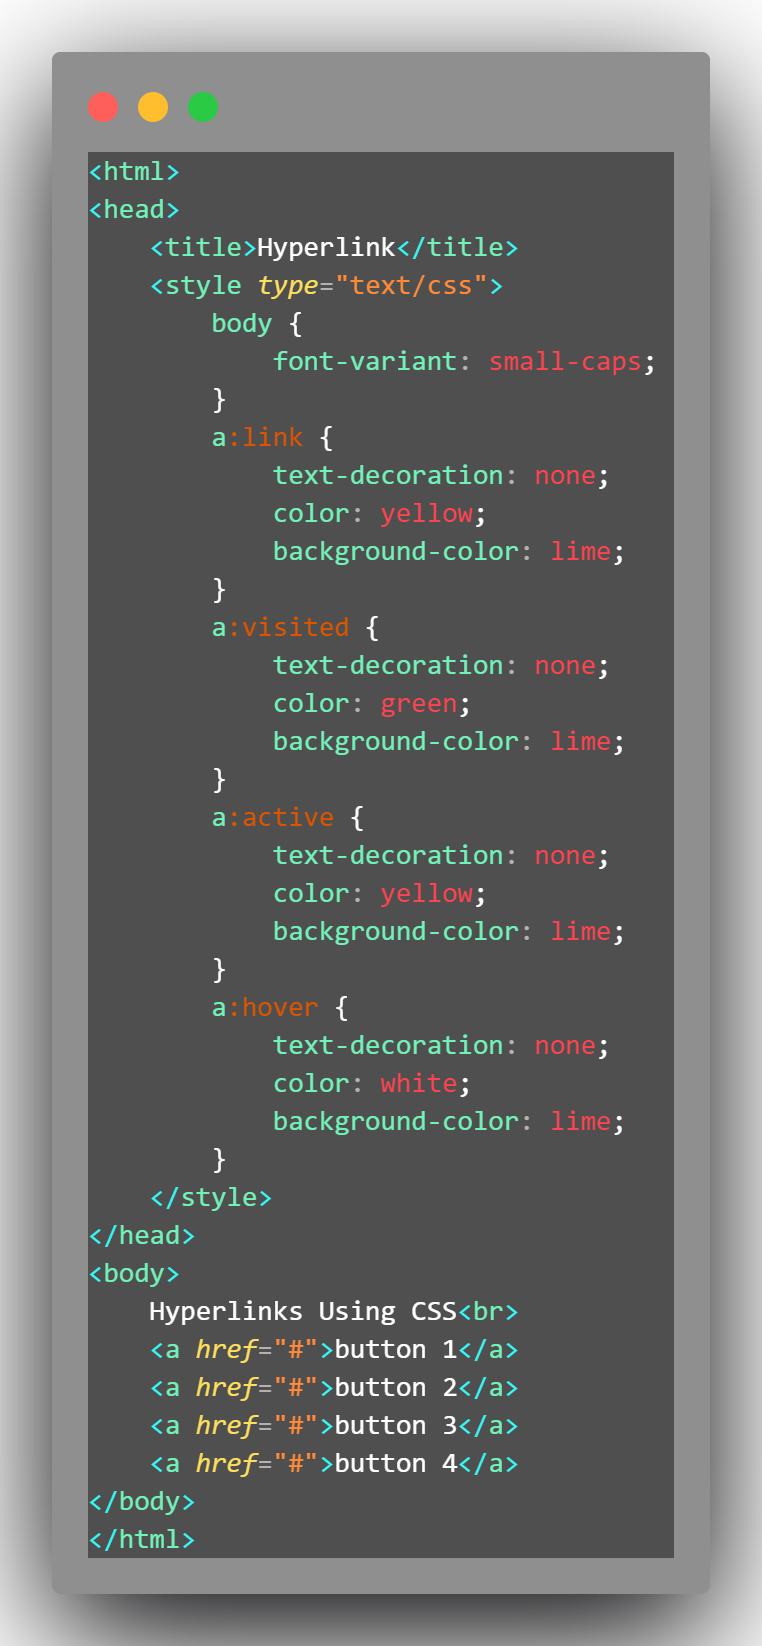 <html>
<head>
    <title>Hyperlink</title>
    <style type="text/css">
        body {
            font-variant: small-caps;
        }
        a:link {
            text-decoration: none;
            color: yellow;
            background-color: lime;
        }
        a:visited {
            text-decoration: none;
            color: green;
            background-color: lime;
        }
        a:active {
            text-decoration: none;
            color: yellow;
            background-color: lime;
        }
        a:hover {
            text-decoration: none;
            color: white;
            background-color: lime;
        }
    </style>
</head>
<body>
    Hyperlinks Using CSS<br>
    <a href="#">button 1</a>
    <a href="#">button 2</a>
    <a href="#">button 3</a>
    <a href="#">button 4</a>
</body>
</html>